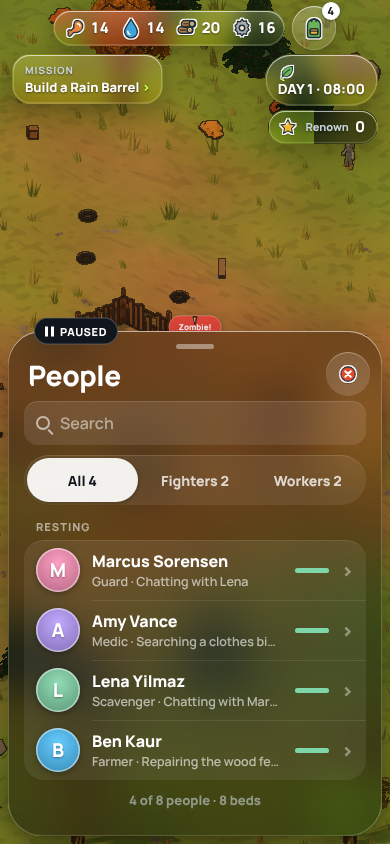 14
14
20
16
4
MISSION
Build a Rain Barrel ›
DAY 1 · 08:00
Renown 0
Zombie!
PAUSED
People
Search
All 4
Fighters 2
Workers 2
RESTING
M
Marcus Sorensen
Guard · Chatting with Lena
A
Amy Vance
Medic · Searching a clothes bi…
L
Lena Yilmaz
Scavenger · Chatting with Mar…
B
Ben Kaur
Farmer · Repairing the wood fe…
4 of 8 people · 8 beds